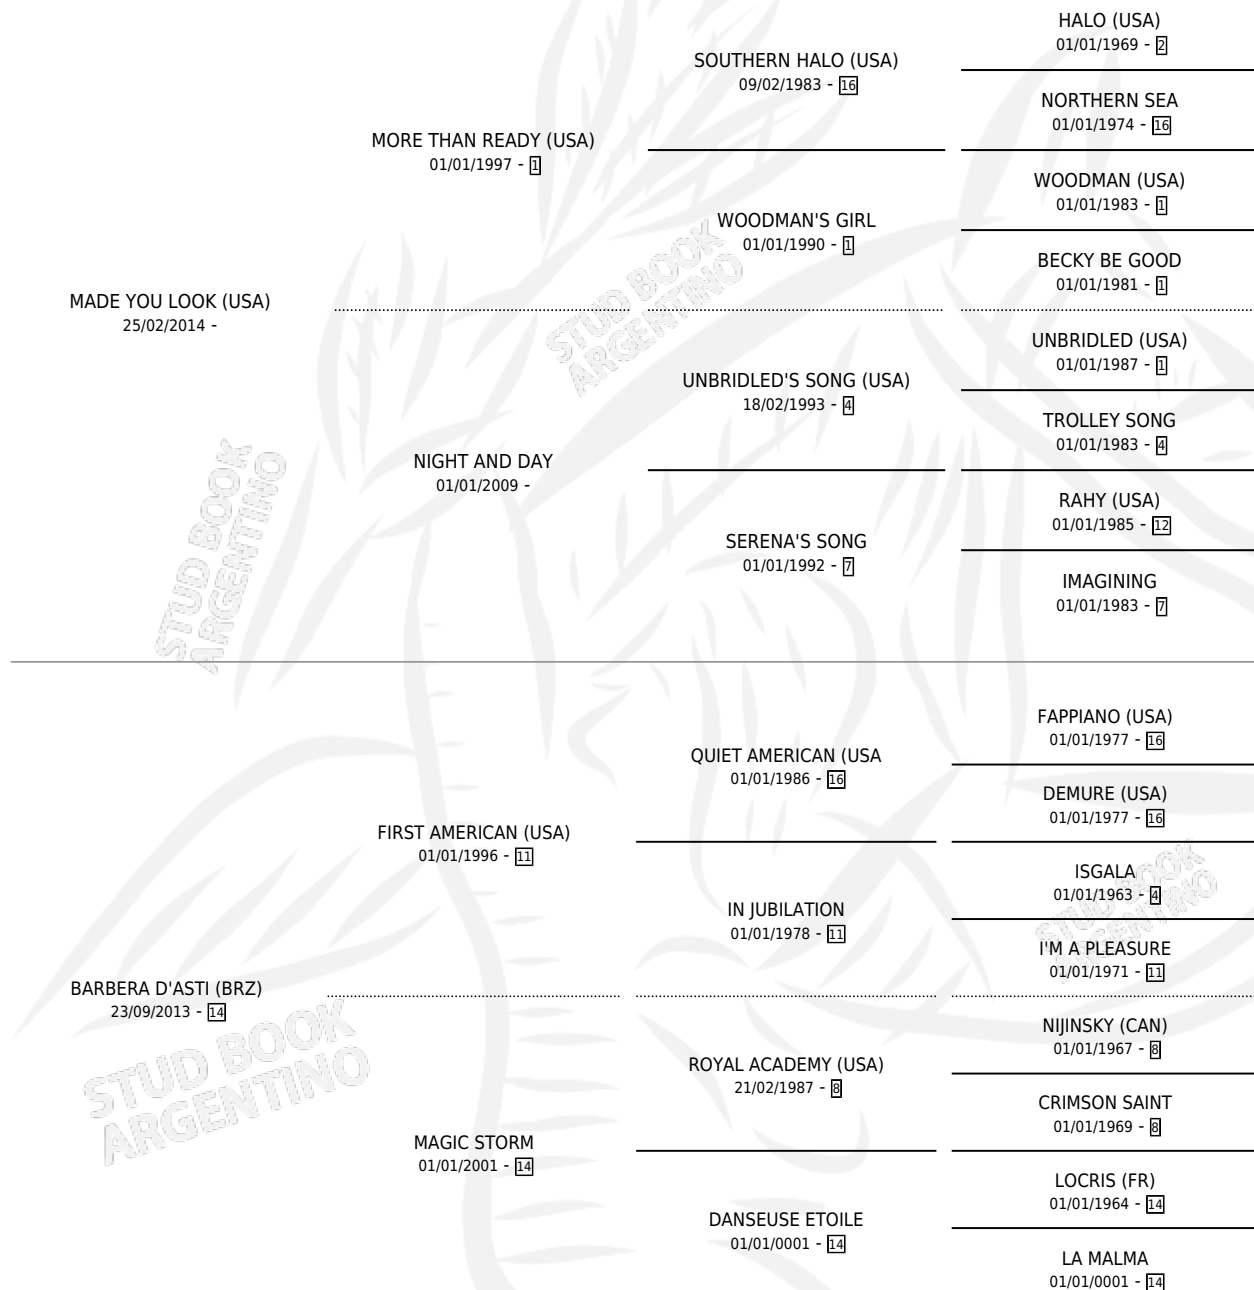 HALO (USA)
01/01/1969 - 2
SOUTHERN HALO (USA)
09/02/1983 - 16
NORTHERN SEA
01/01/1974 - 16
MORE THAN READY (USA)
01/01/1997 - 1
WOODMAN (USA)
01/01/1983 - 1
WOODMAN'S GIRL
01/01/1990 - 1
BECKY BE GOOD
01/01/1981 - 1
MADE YOU LOOK (USA)
25/02/2014 -
UNBRIDLED (USA)
01/01/1987 - 1
UNBRIDLED'S SONG (USA)
18/02/1993 - 4
TROLLEY SONG
01/01/1983 - 4
NIGHT AND DAY
01/01/2009 -
RAHY (USA)
01/01/1985 - 12
SERENA'S SONG
01/01/1992 - 7
IMAGINING
01/01/1983 - 7
FAPPIANO (USA)
01/01/1977 - 16
QUIET AMERICAN (USA
01/01/1986 - 16
DEMURE (USA)
01/01/1977 - 16
FIRST AMERICAN (USA)
01/01/1996 - 11
ISGALA
01/01/1963 - 4
IN JUBILATION
01/01/1978 - 11
I'M A PLEASURE
01/01/1971 - 11
BARBERA D'ASTI (BRZ)
23/09/2013 - 14
NIJINSKY (CAN)
01/01/1967 - 8
ROYAL ACADEMY (USA)
21/02/1987 - 8
CRIMSON SAINT
01/01/1969 - 8
MAGIC STORM
01/01/2001 - 14
LOCRIS (FR)
01/01/1964 - 14
DANSEUSE ETOILE
01/01/0001 - 14
LA MALMA
01/01/0001 - 14
STUD BOOK
ARGENTINO
STUD BOOK
ARGENTINO
STUD BOOK
ARGENTINO
STUD BOOK
ARGENTINO